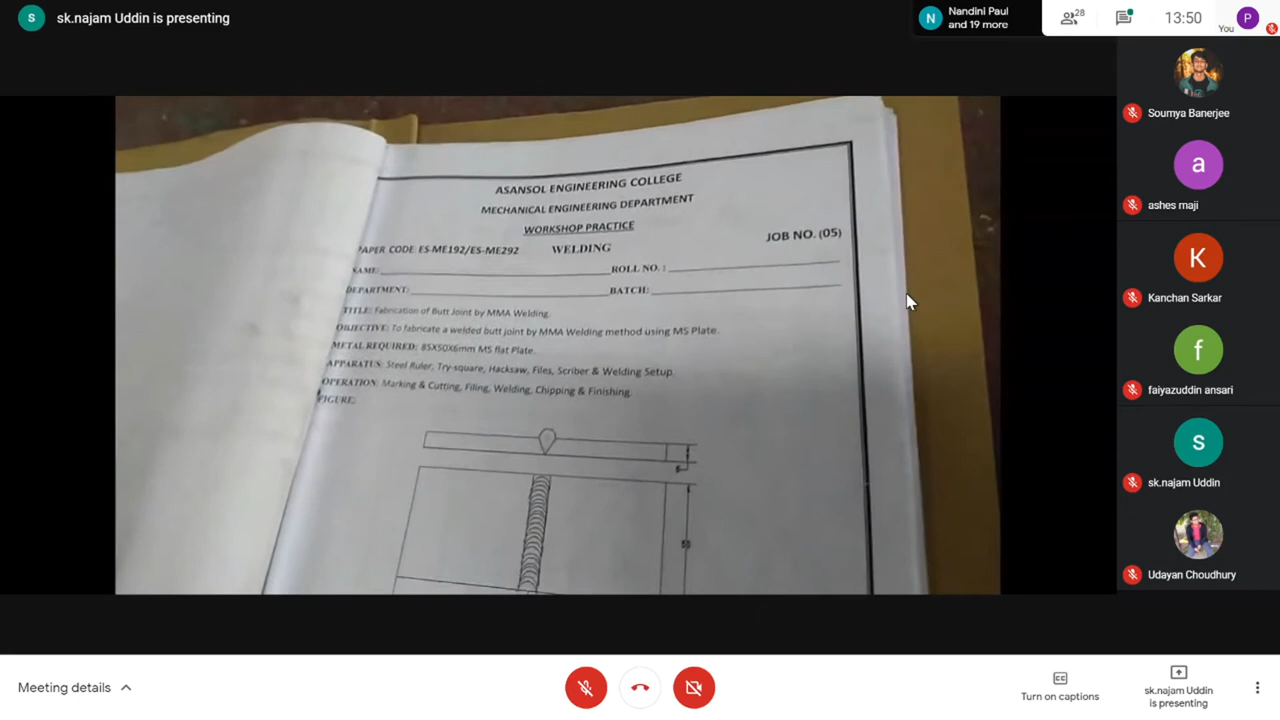 s
sk.najam Uddin is presenting
N
Nandini Paul
and 19 more
28
13:50
You
P
Soumya Banerjee
a
ashes maji
K
Kanchan Sarkar
f
faiyazuddin ansari
s
sk.najam Uddin
Udayan Choudhury
ASANSOL ENGINEERING COLLEGE
MECHANICAL ENGINEERING DEPARTMENT
WORKSHOP PRACTICE
PAPER CODE: ES-ME192/ES-ME292 WELDING JOB NO. (05)
NAME: ROLL NO. :
DEPARTMENT: BATCH:
TITLE: Fabrication of Butt Joint by MMA Welding.
OBJECTIVE: To fabricate a welded butt joint by MMA Welding method using MS Plate.
METAL REQUIRED: 85X50X6mm MS flat Plate.
APPARATUS: Steel Ruler, Try-square, Hacksaw, Files, Scriber & Welding Setup.
OPERATION: Marking & Cutting, Filing, Welding, Chipping & Finishing.
FIGURE:
Meeting details
CC
Turn on captions
sk.najam Uddin
is presenting